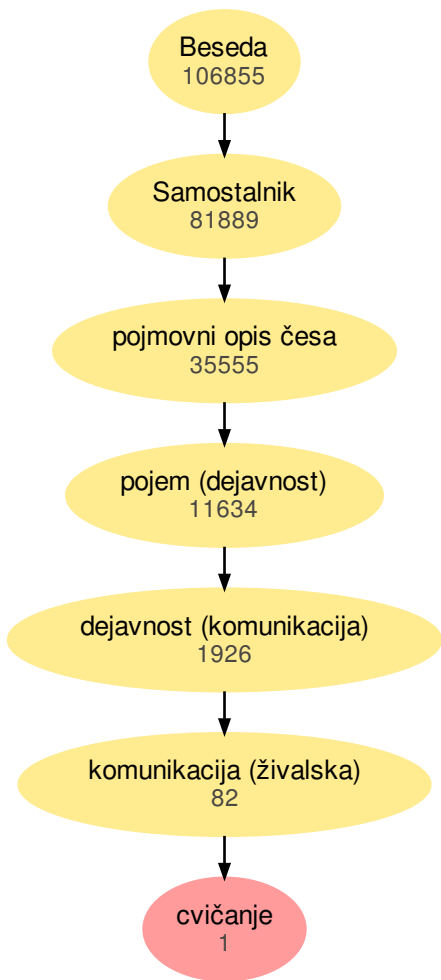 Beseda
106855
Samostalnik
81889
pojmovni opis česa
35555
pojem (dejavnost)
11634
dejavnost (komunikacija)
1926
komunikacija (živalska)
82
cvičanje
1